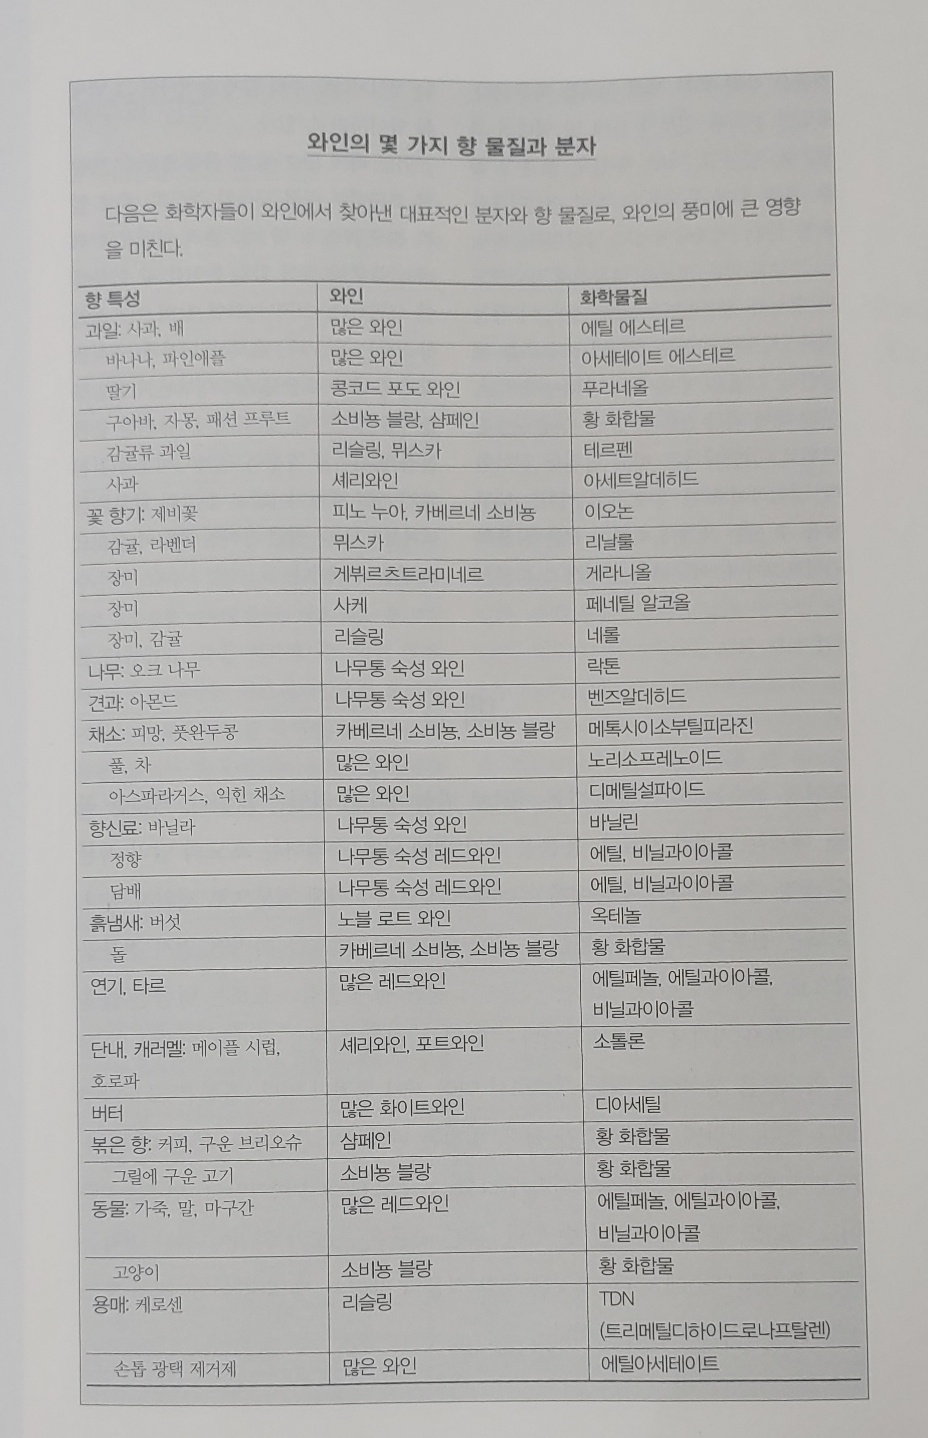 와인의 몇 가지 향 물질과 분자
다음은 화학자들이 와인에서 찾아낸 대표적인 분자와 향 물질로, 와인의 풍미에 큰 영향
을 미친다.
향 특성 와인 화학물질
과일: 사과, 배 많은 와인 에틸 에스테르
바나나, 파인애플 많은 와인 아세테이트 에스테르
딸기 콩코드 포도 와인 푸라네올
구아바, 자몽, 패션 프루트 소비뇽 블랑, 샴페인 황 화합물
감귤류 과일 리슬링, 뮈스카 테르펜
사과 셰리와인 아세트알데히드
꽃 향기: 제비꽃 피노 누아, 카베르네 소비뇽 이오논
감귤, 라벤더 뮈스카 리날룰
장미 게뷔르츠트라미네르 게라니올
장미 사케 페네틸 알코올
장미, 감귤 리슬링 네롤
나무: 오크 나무 나무통 숙성 와인 락톤
견과: 아몬드 나무통 숙성 와인 벤즈알데히드
채소: 피망, 풋완두콩 카베르네 소비뇽, 소비뇽 블랑 메톡시이소부틸피라진
풀, 차 많은 와인 노리소프레노이드
아스파라거스, 익힌 채소 많은 와인 디메틸설파이드
향신료: 바닐라 나무통 숙성 와인 바닐린
정향 나무통 숙성 레드와인 에틸, 비닐과이아콜
담배 나무통 숙성 레드와인 에틸, 비닐과이아콜
흙냄새: 버섯 노블 로트 와인 옥테놀
돌 카베르네 소비뇽, 소비뇽 블랑 황 화합물
연기, 타르 많은 레드와인 에틸페놀, 에틸과이아콜,
비닐과이아콜
단내, 캐러멜: 메이플 시럽, 셰리와인, 포트와인 소톨론
호로파
버터 많은 화이트와인 디아세틸
볶은 향: 커피, 구운 브리오슈 샴페인 황 화합물
그릴에 구운 고기 소비뇽 블랑 황 화합물
동물: 가죽, 말, 마구간 많은 레드와인 에틸페놀, 에틸과이아콜,
비닐과이아콜
고양이 소비뇽 블랑 황 화합물
용매: 케로센 리슬링 TDN
(트리메틸디하이드로나프탈렌)
손톱 광택 제거제 많은 와인 에틸아세테이트